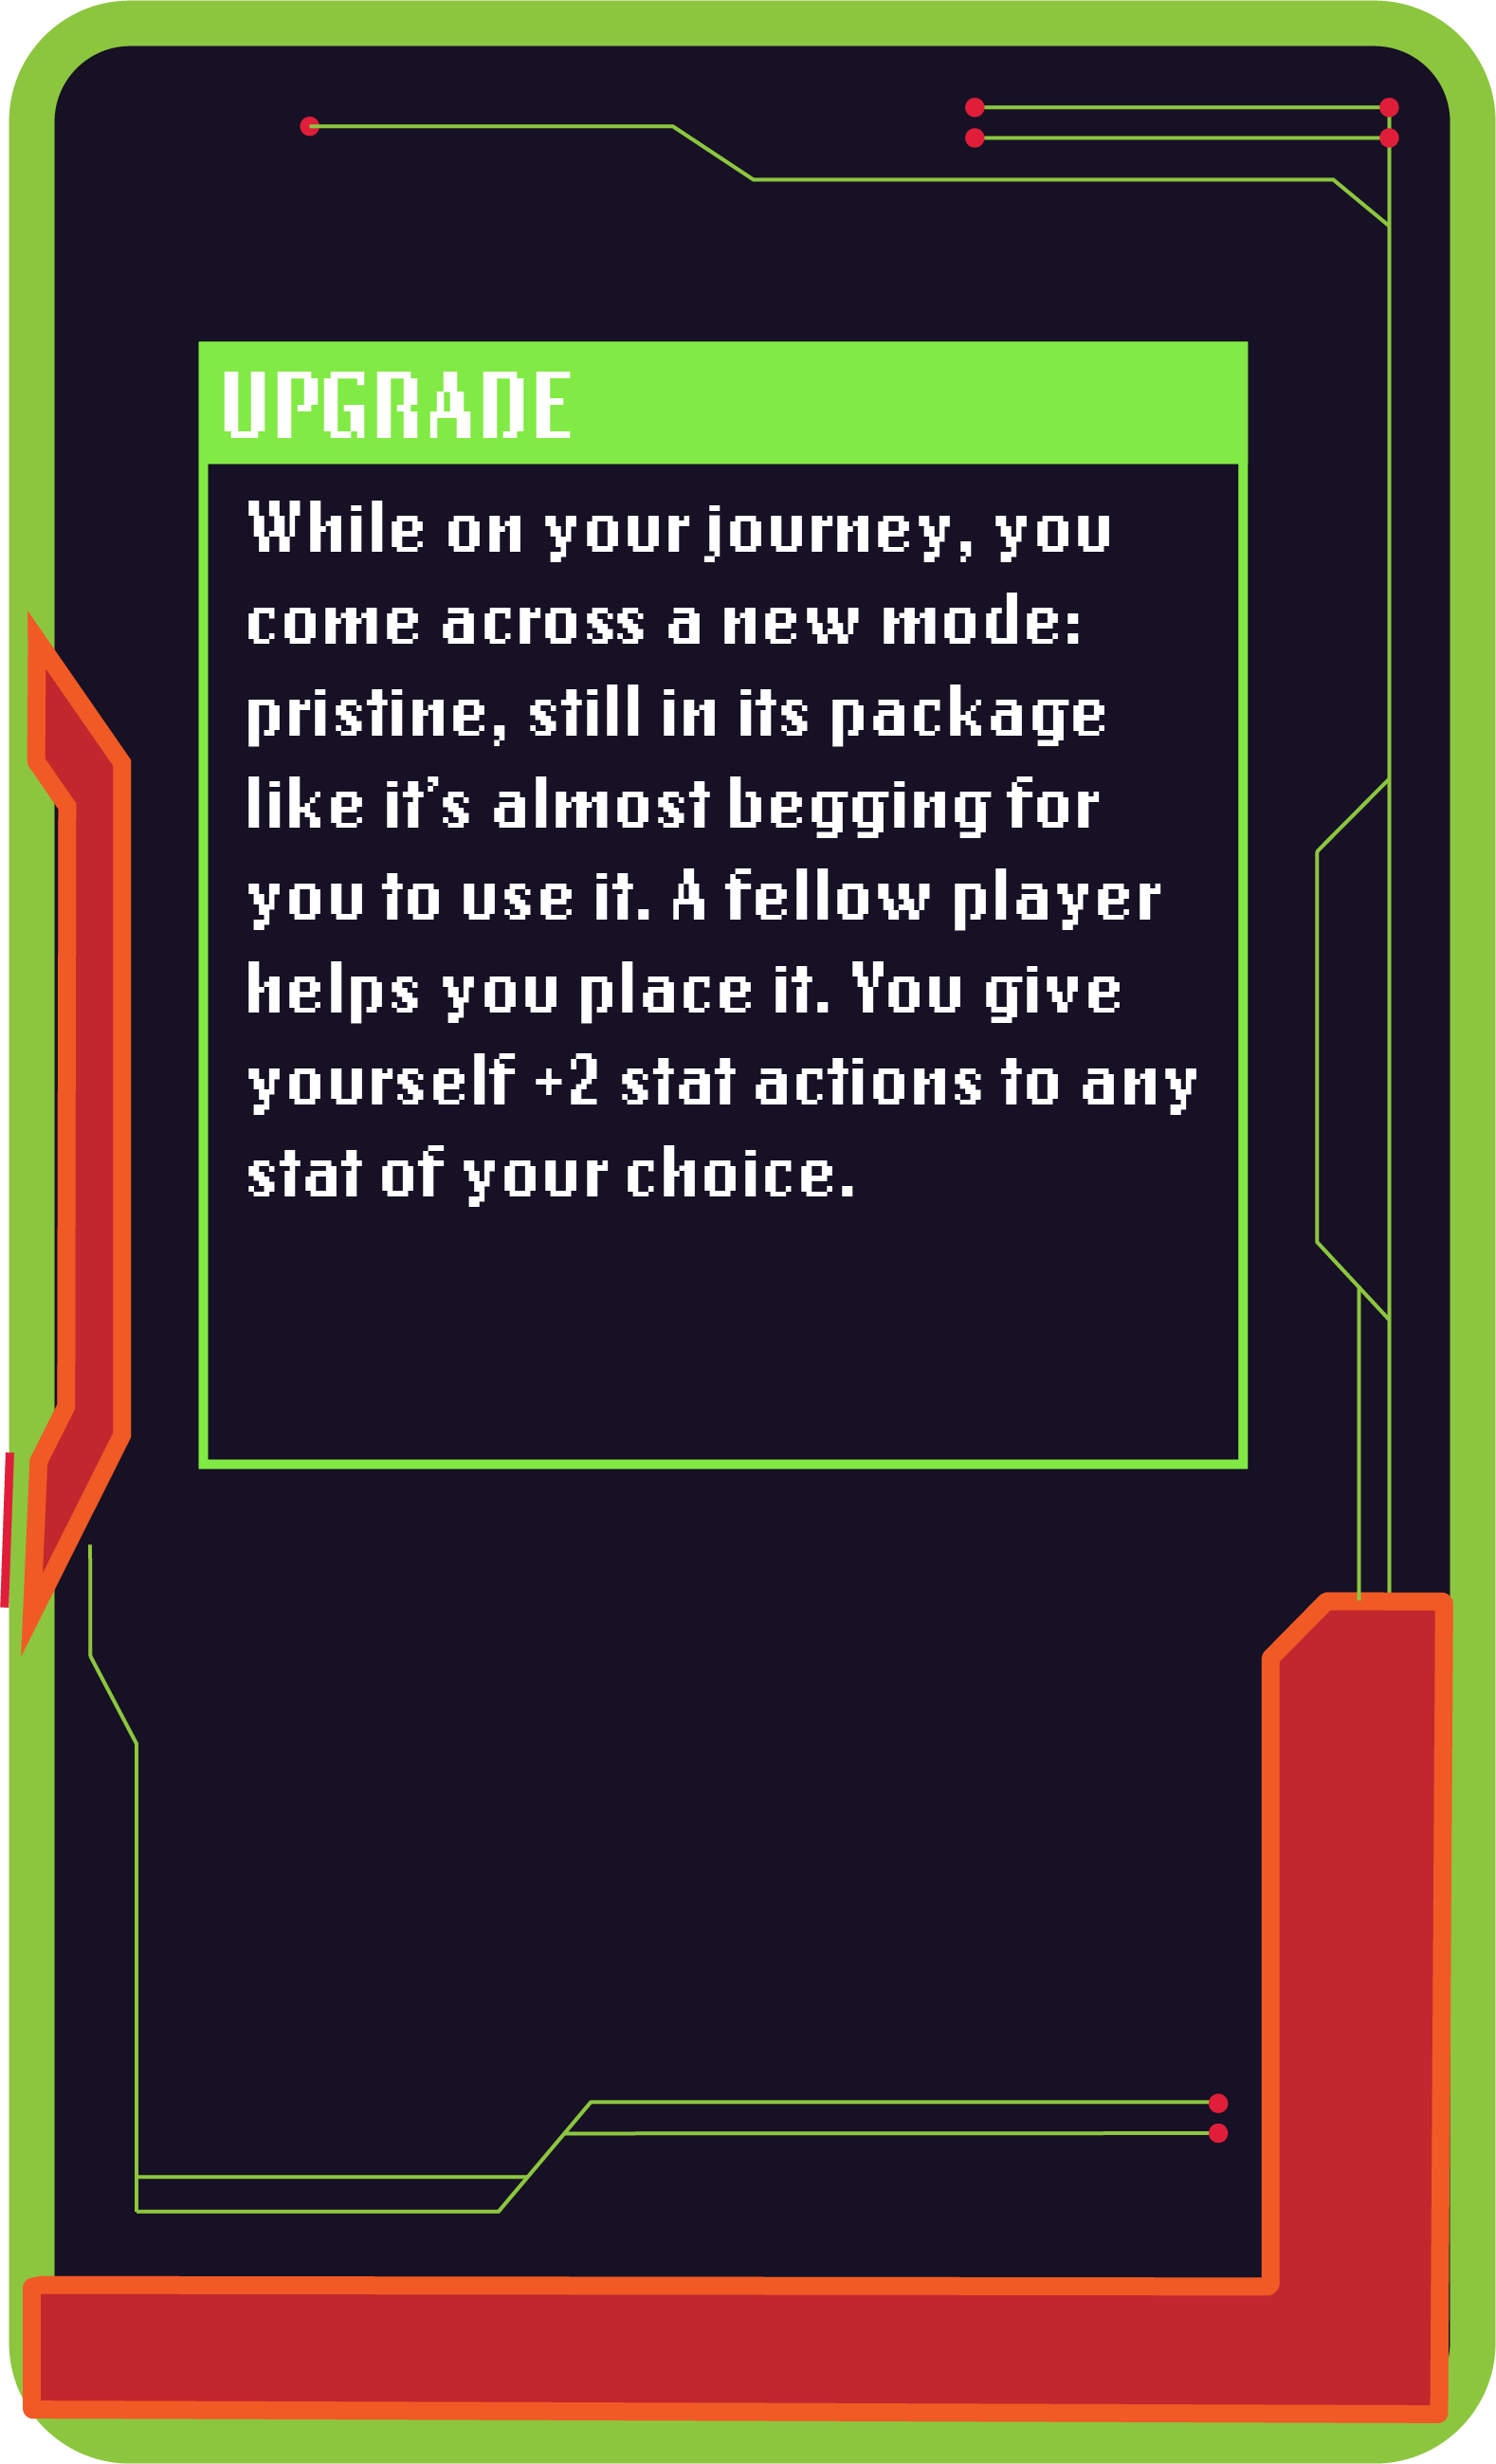 UPGRADE
While on your journey, you
come across a new mode:
pristine, still in its package
like it's almost begging for
you to use it. A fellow player
helps you place it. You give
yourself +2 stat actions to any
stat of your choice.